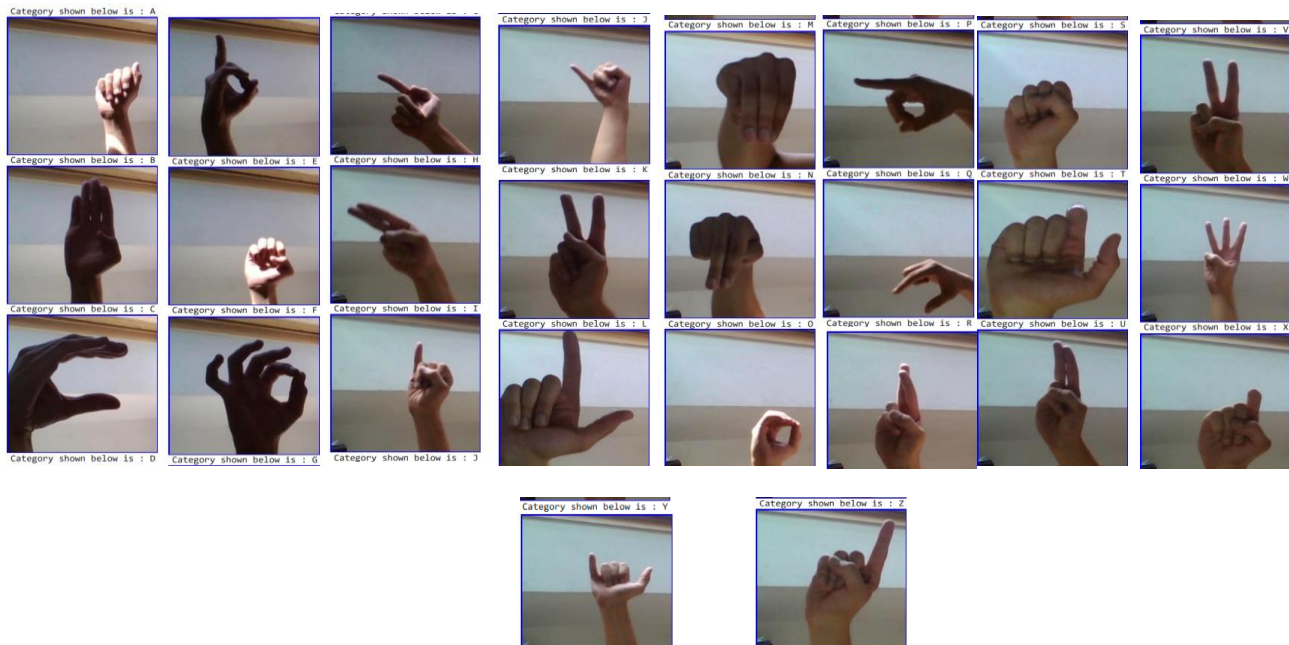 Category shown below is : A
Category shown below is : B
Category shown below is : C
Category shown below is : D
Category shown below is : E
Category shown below is : F
Category shown below is : G
Category shown below is : H
Category shown below is : I
Category shown below is : J
Category shown below is : J
Category shown below is : K
Category shown below is : L
Category shown below is : M
Category shown below is : N
Category shown below is : O
Category shown below is : P
Category shown below is : Q
Category shown below is : R
Category shown below is : S
Category shown below is : T
Category shown below is : U
Category shown below is : V
Category shown below is : W
Category shown below is : X
Category shown below is : Y
Category shown below is : Z